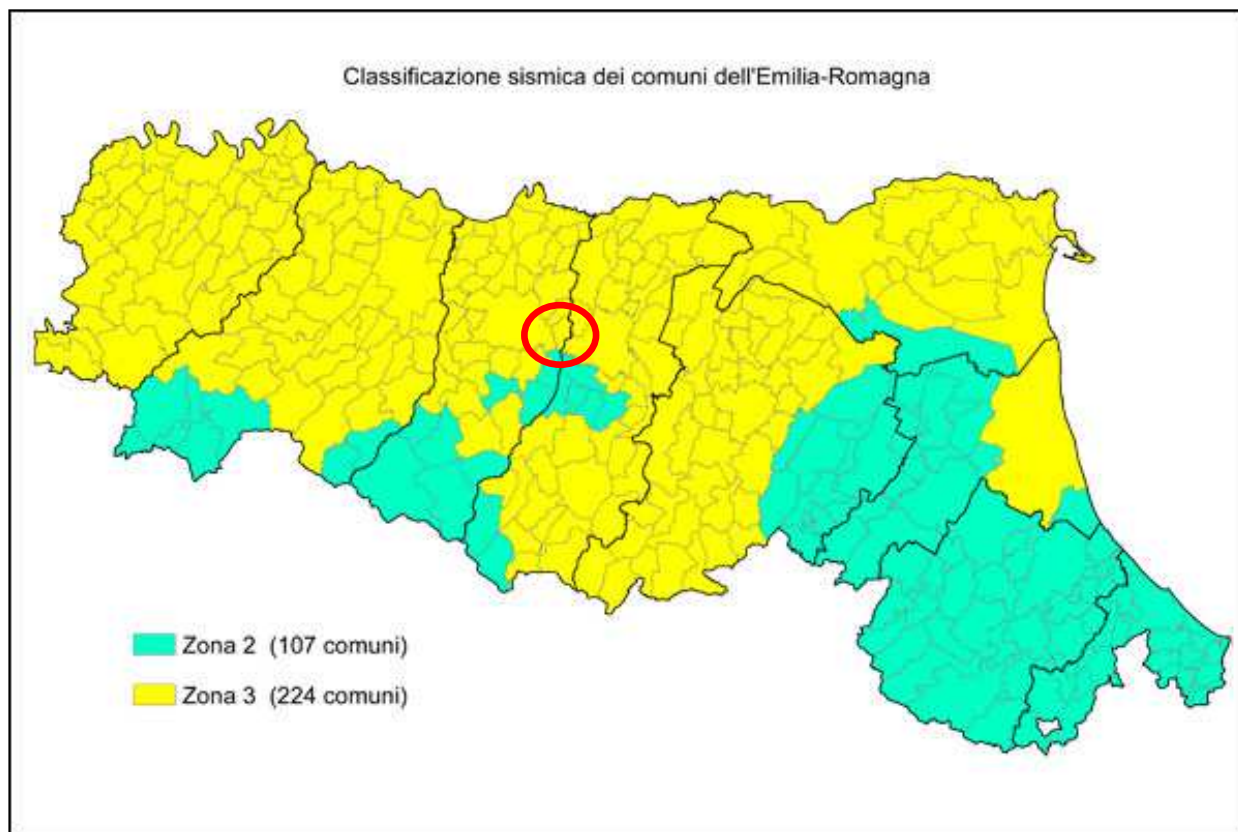 Classificazione sismica dei comuni dell'Emilia-Romagna
Zona 2 (107 comuni)
Zona 3 (224 comuni)